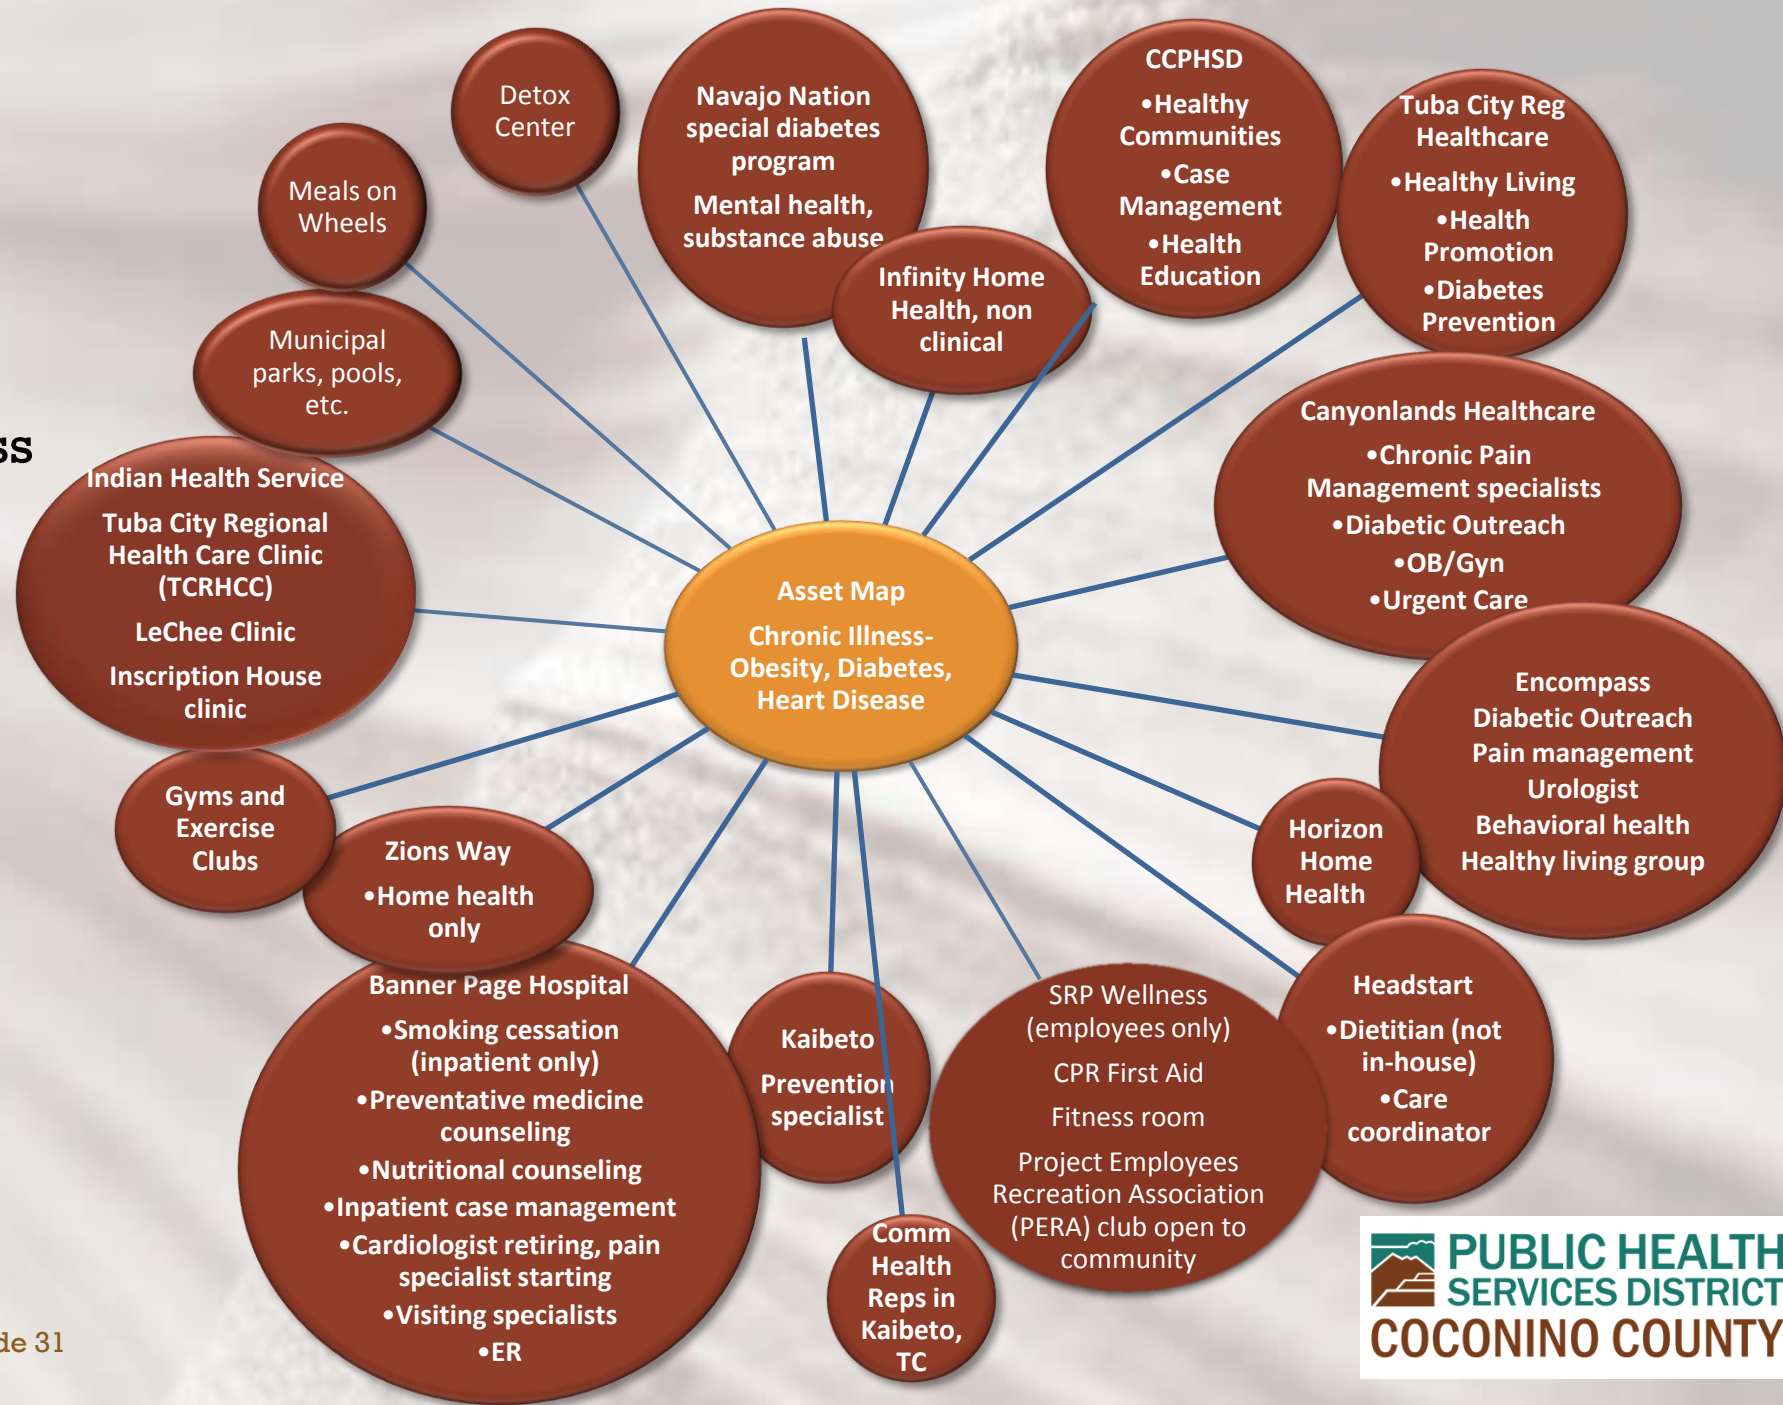 ss
de 31
Detox
Center
Meals on
Wheels
Municipal
parks, pools,
etc.
Indian Health Service
Tuba City Regional
Health Care Clinic
(TCRHCC)
LeChee Clinic
Inscription House
clinic
Gyms and
Exercise
Clubs
Zions Way
•Home health
only
Banner Page Hospital
•Smoking cessation
(inpatient only)
•Preventative medicine
counseling
•Nutritional counseling
•Inpatient case management
•Cardiologist retiring, pain
specialist starting
•Visiting specialists
•ER
Kaibeto
Prevention
specialist
Comm
Health
Reps in
Kaibeto,
TC
SRP Wellness
(employees only)
CPR First Aid
Fitness room
Project Employees
Recreation Association
(PERA) club open to
community
Headstart
•Dietitian (not
in-house)
•Care
coordinator
Horizon
Home
Health
Encompass
Diabetic Outreach
Pain management
Urologist
Behavioral health
Healthy living group
Canyonlands Healthcare
•Chronic Pain
Management specialists
•Diabetic Outreach
•OB/Gyn
•Urgent Care
Tuba City Reg
Healthcare
•Healthy Living
•Health
Promotion
•Diabetes
Prevention
CCPHSD
•Healthy
Communities
•Case
Management
•Health
Education
Infinity Home
Health, non
clinical
Navajo Nation
special diabetes
program
Mental health,
substance abuse
Asset Map
Chronic Illness-
Obesity, Diabetes,
Heart Disease
PUBLIC HEALTH
SERVICES DISTRICT
COCONINO COUNTY